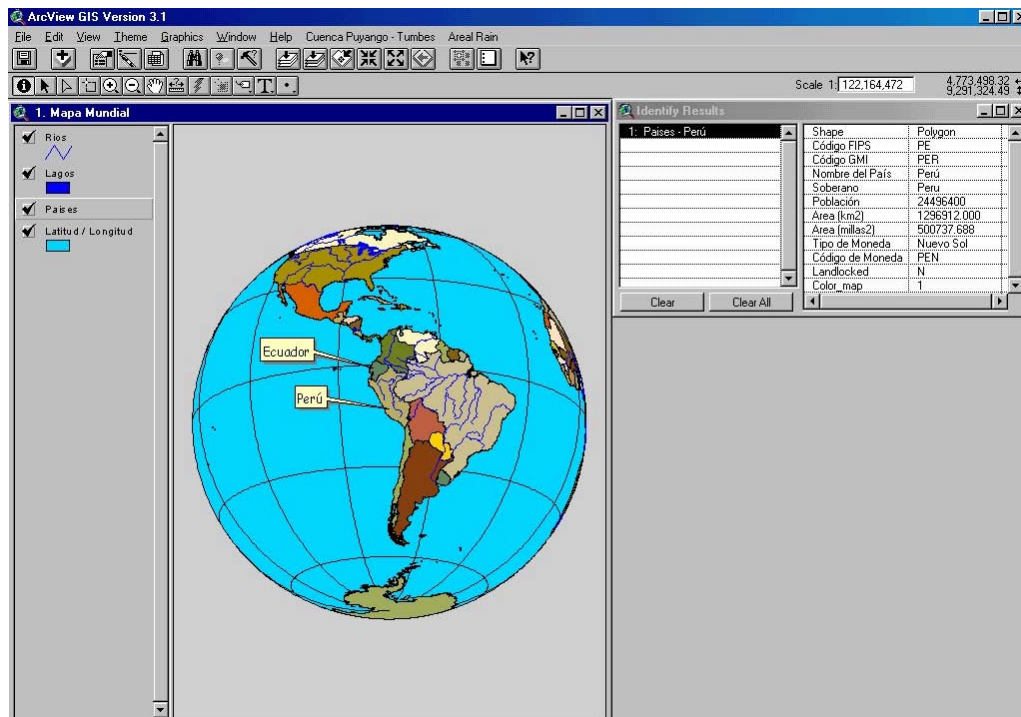 ArcView GIS Version 3.1
File Edit View Theme Graphics Window Help Cuenca Puyango - Tumbes Areal Rain
Scale 1: 122,164,472
4,773,498.32
9,291,324.49
1. Mapa Mundial
Rios
Lagos
Paises
Latitud / Longitud
Ecuador
Perú
Identify Results
1: Paises - Perú
Shape Polygon
Código FIPS PE
Código GMI PER
Nombre del País Perú
Soberano Peru
Población 24496400
Area (km2) 1296912.000
Area (millas2) 500737.688
Tipo de Moneda Nuevo Sol
Código de Moneda PEN
Landlocked N
Color_map 1
Clear Clear All